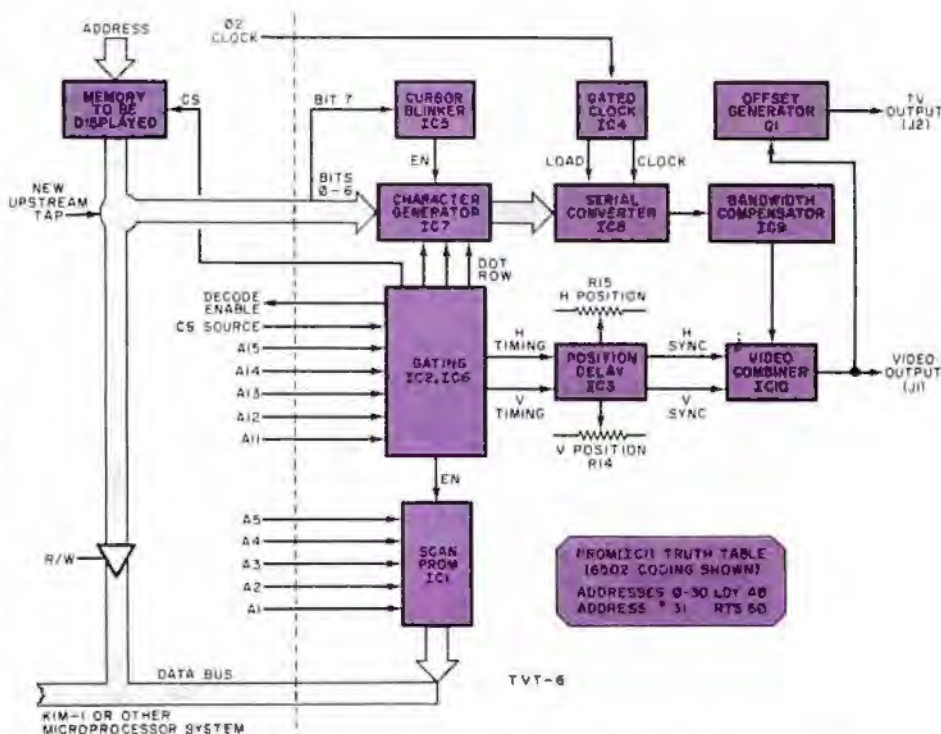 ADDRESS
Ø2
CLOCK
MEMORY
TO BE
DISPLAYED
CS
BIT 7
CURSOR
BLINKER
IC5
GATED
CLOCK
IC4
OFFSET
GENERATOR
Q1
TV
OUTPUT
(J2)
EN
LOAD
CLOCK
NEW
UPSTREAM
TAP
BITS
0-6
CHARACTER
GENERATOR
IC7
SERIAL
CONVERTER
IC8
BANDWIDTH
COMPENSATOR
IC9
DOT
ROW
R15
H POSITION
DECODE
ENABLE
CS SOURCE
A15
A14
A13
A12
A11
GATING
IC2, IC6
H
TIMING
V
TIMING
POSITION
DELAY
IC3
H
SYNC
V
SYNC
VIDEO
COMBINER
IC10
VIDEO
OUTPUT
(J1)
V POSITION
R14
EN
A5
A4
A3
A2
A1
SCAN
PROM
IC1
R/W
PROM(IC1) TRUTH TABLE
(6502 CODING SHOWN)
ADDRESSES 0-30 LDY A0
ADDRESS # 31 RTS 60
DATA BUS
TVT-6
KIM-1 OR OTHER
MICROPROCESSOR SYSTEM